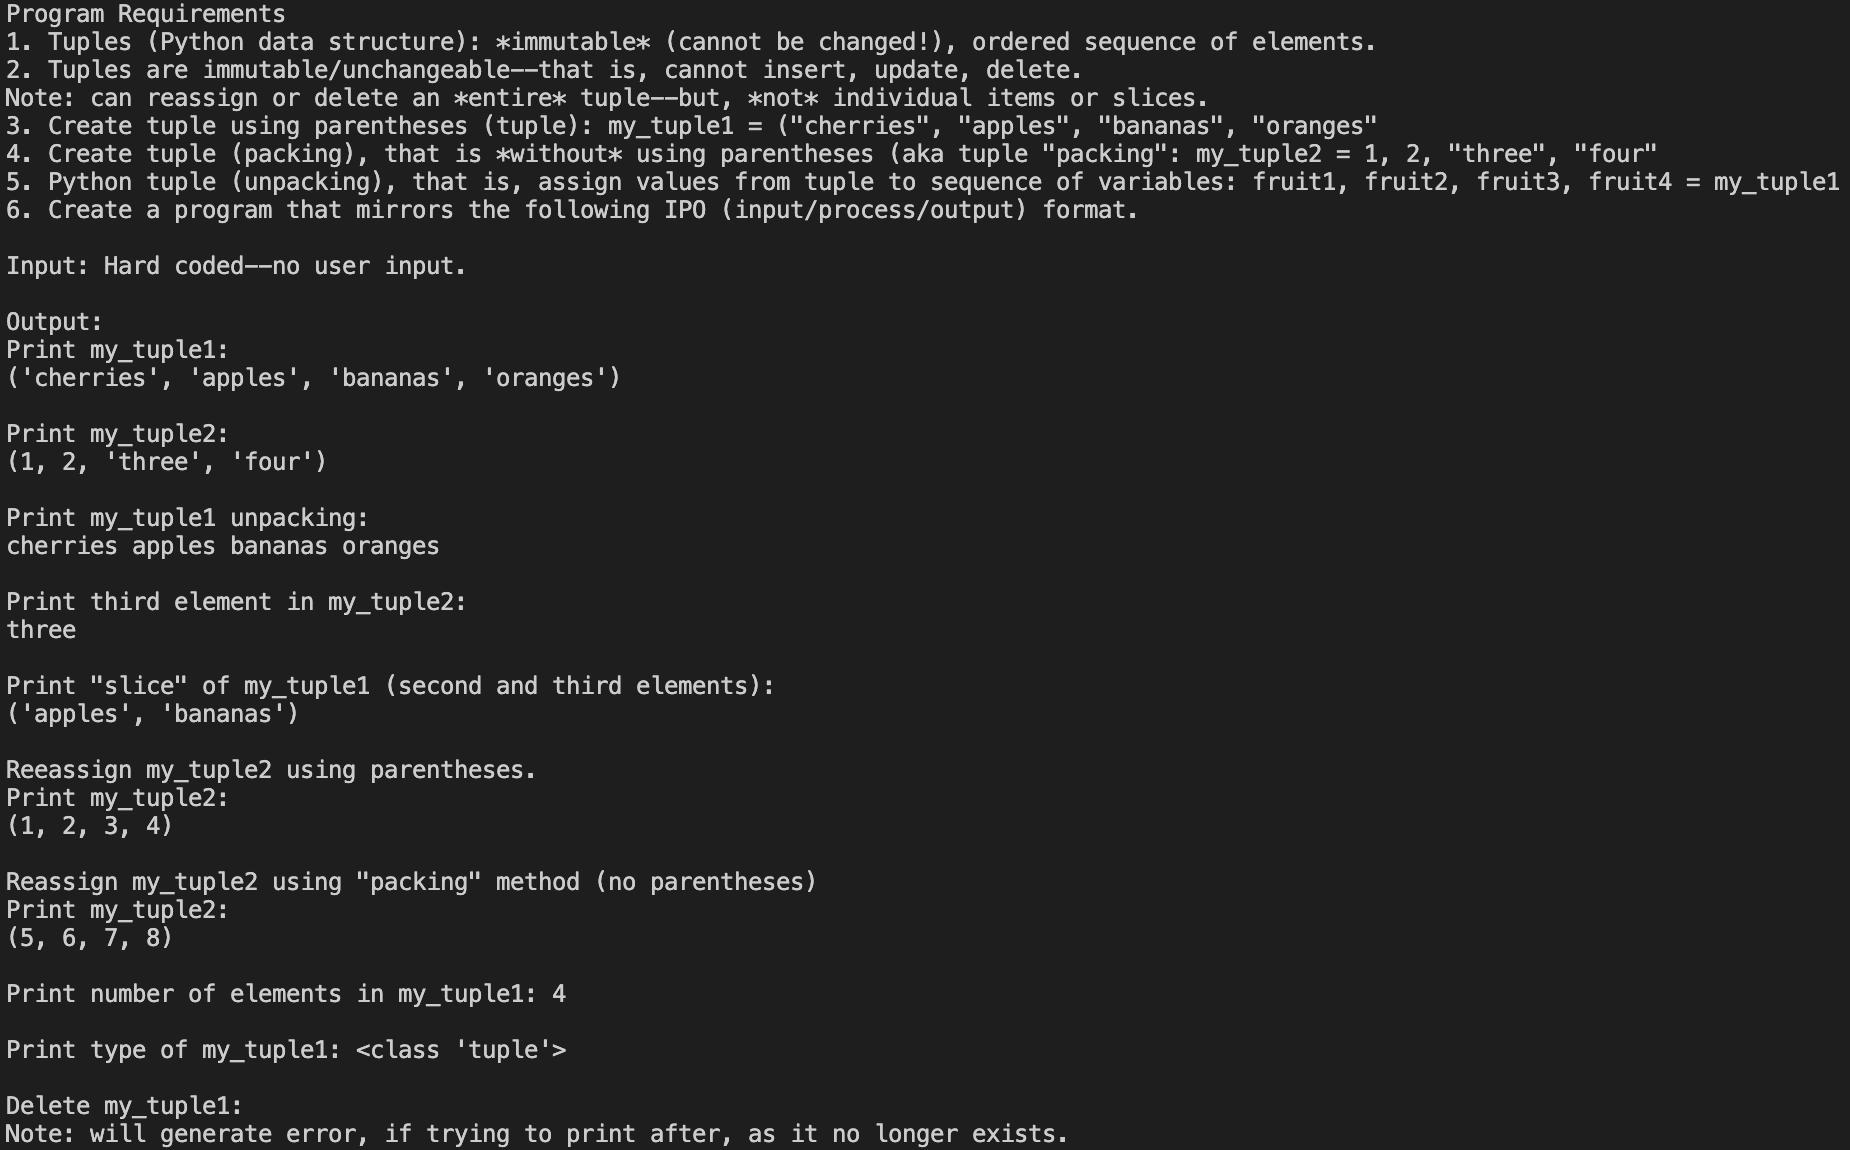 Program Requirements
1. Tuples (Python data structure): *immutable* (cannot be changed!), ordered sequence of elements.
2. Tuples are immutable/unchangeable--that is, cannot insert, update, delete.
Note: can reassign or delete an *entire* tuple--but, *not* individual items or slices.
3. Create tuple using parentheses (tuple): my_tuple1 = ("cherries", "apples", "bananas", "oranges"
4. Create tuple (packing), that is *without* using parentheses (aka tuple "packing": my_tuple2 = 1, 2, "three", "four"
5. Python tuple (unpacking), that is, assign values from tuple to sequence of variables: fruit1, fruit2, fruit3, fruit4 = my_tuple1
6. Create a program that mirrors the following IPO (input/process/output) format.
Input: Hard coded--no user input.
Output:
Print my_tuple1:
('cherries', 'apples', 'bananas', 'oranges')
Print my_tuple2:
(1, 2, 'three', 'four')
Print my_tuple1 unpacking:
cherries apples bananas oranges
Print third element in my_tuple2:
three
Print "slice" of my_tuple1 (second and third elements):
('apples', 'bananas')
Reeassign my_tuple2 using parentheses.
Print my_tuple2:
(1, 2, 3, 4)
Reassign my_tuple2 using "packing" method (no parentheses)
Print my_tuple2:
(5, 6, 7, 8)
Print number of elements in my_tuple1: 4
Print type of my_tuple1: <class 'tuple'>
Delete my_tuple1:
Note: will generate error, if trying to print after, as it no longer exists.